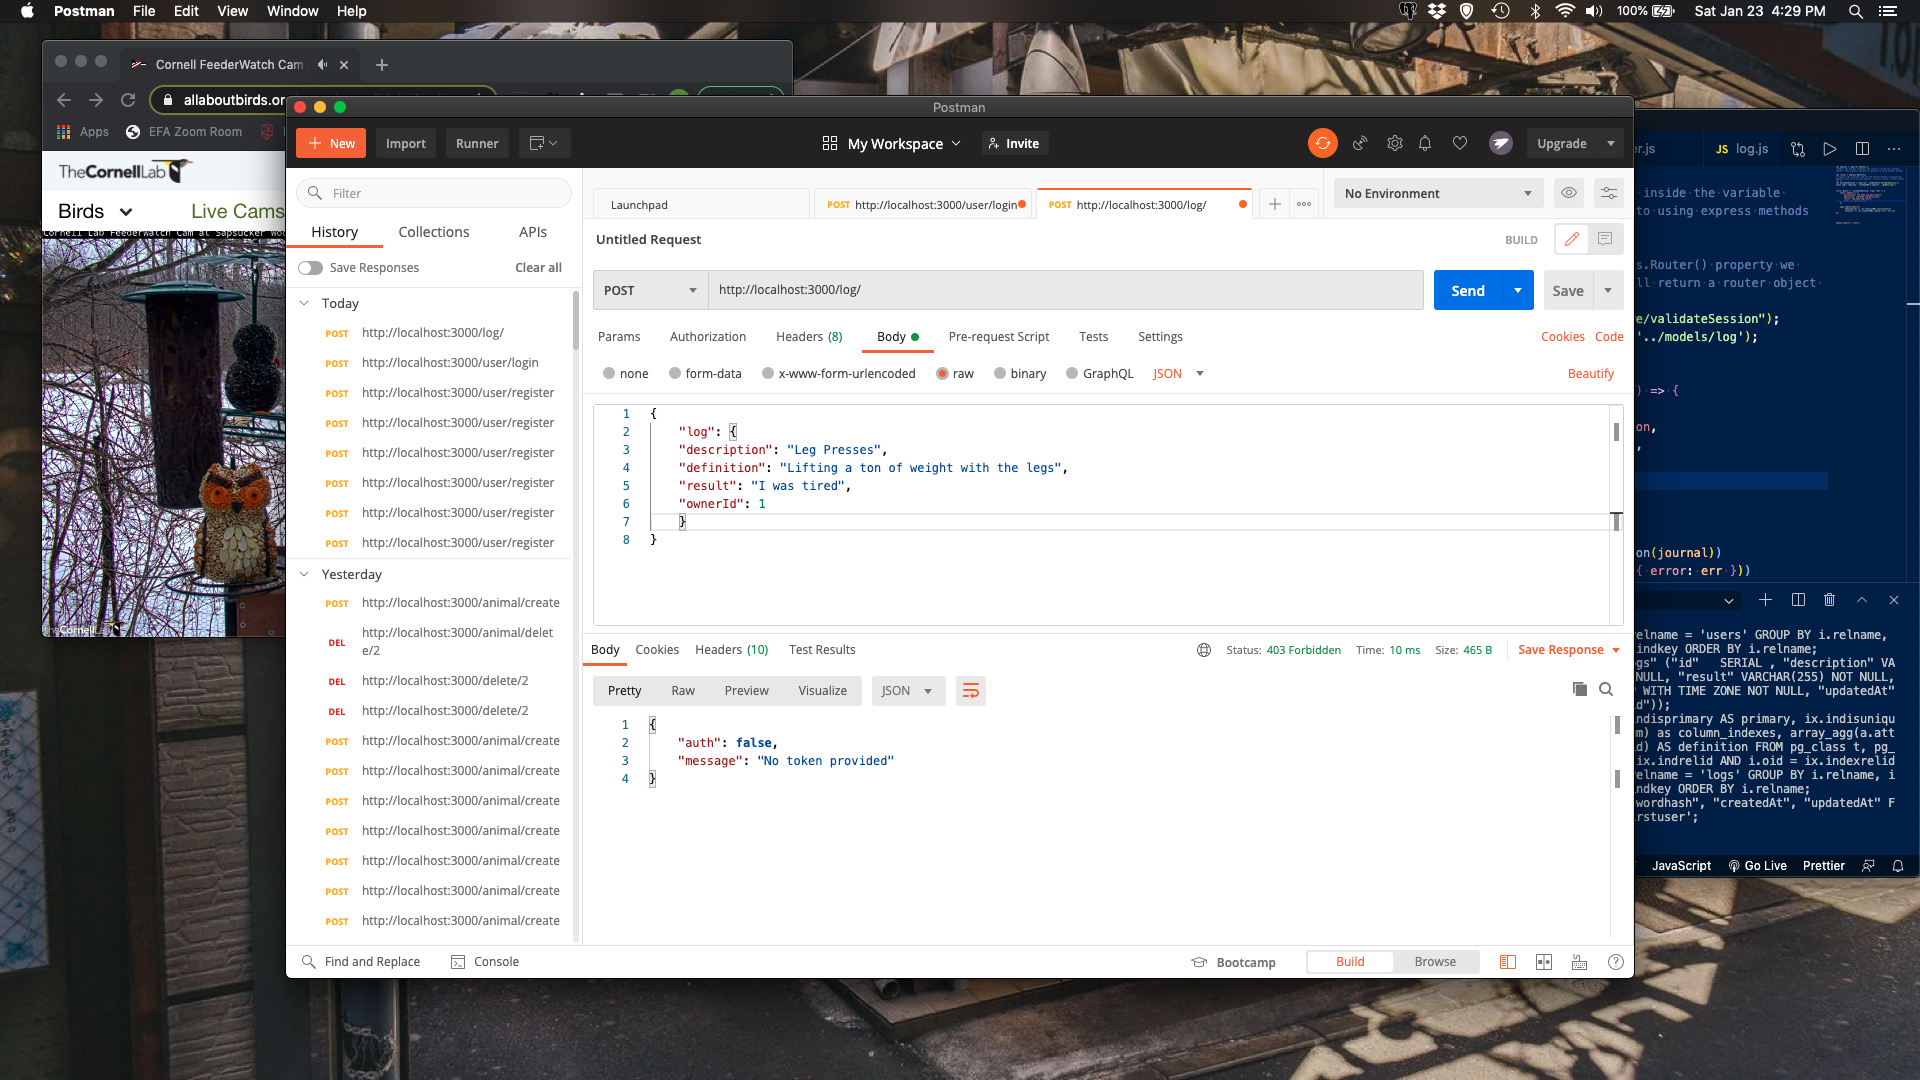 Postman File Edit View Window Help
100% Sat Jan 23 4:29 PM
Cornell FeederWatch Cam
allaboutbirds.or
Apps EFA Zoom Room
TheCornellLab
Birds Live Cams
Cornell Lab FeederWatch Cam at Sapsucker Woo
Postman
New Import Runner My Workspace Invite Upgrade
Filter
Launchpad
POST http://localhost:3000/user/login
POST http://localhost:3000/log/
No Environment
History Collections APIs
Untitled Request
BUILD
Save Responses Clear all
POST http://localhost:3000/log/ Send Save
Today
POST http://localhost:3000/log/
POST http://localhost:3000/user/login
POST http://localhost:3000/user/register
POST http://localhost:3000/user/register
POST http://localhost:3000/user/register
POST http://localhost:3000/user/register
POST http://localhost:3000/user/register
POST http://localhost:3000/user/register
Yesterday
POST http://localhost:3000/animal/create
DEL http://localhost:3000/animal/delet
e/2
DEL http://localhost:3000/delete/2
DEL http://localhost:3000/delete/2
POST http://localhost:3000/animal/create
POST http://localhost:3000/animal/create
POST http://localhost:3000/animal/create
POST http://localhost:3000/animal/create
POST http://localhost:3000/animal/create
POST http://localhost:3000/animal/create
POST http://localhost:3000/animal/create
Params Authorization Headers (8) Body Pre-request Script Tests Settings Cookies Code
none form-data x-www-form-urlencoded raw binary GraphQL JSON Beautify
1 {
2 "log": {
3 "description": "Leg Presses",
4 "definition": "Lifting a ton of weight with the legs",
5 "result": "I was tired",
6 "ownerId": 1
7 }
8 }
Body Cookies Headers (10) Test Results Status: 403 Forbidden Time: 10 ms Size: 465 B Save Response
Pretty Raw Preview Visualize JSON
1 {
2 "auth": false,
3 "message": "No token provided"
4 }
Find and Replace Console Bootcamp Build Browse
er.js JS log.js
inside the variable
to using express methods
s.Router() property we
ll return a router object
e/validateSession");
'../models/log');
) => {
on,
,
on(journal))
{ error: err }))
relname = 'users' GROUP BY i.relname,
indkey ORDER BY i.relname;
ogs" ("id" SERIAL , "description" VA
NULL, "result" VARCHAR(255) NOT NULL,
WITH TIME ZONE NOT NULL, "updatedAt"
id"));
indisprimary AS primary, ix.indisuniqu
m) as column_indexes, array_agg(a.att
id) AS definition FROM pg_class t, pg_
ix.indrelid AND i.oid = ix.indexrelid
relname = 'logs' GROUP BY i.relname, i
indkey ORDER BY i.relname;
wordhash", "createdAt", "updatedAt" F
irstuser';
JavaScript Go Live Prettier